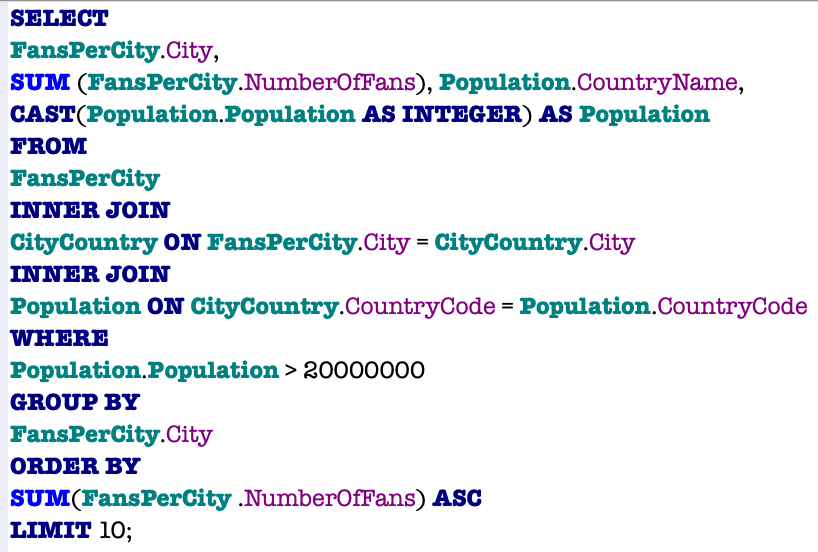 SELECT
FansPerCity.City,
SUM (FansPerCity.NumberOfFans), Population.CountryName,
CAST(Population.Population AS INTEGER) AS Population
FROM
FansPerCity
INNER JOIN
CityCountry ON FansPerCity.City = CityCountry.City
INNER JOIN
Population ON CityCountry.CountryCode = Population.CountryCode
WHERE
Population.Population > 20000000
GROUP BY
FansPerCity.City
ORDER BY
SUM(FansPerCity .NumberOfFans) ASC
LIMIT 10;